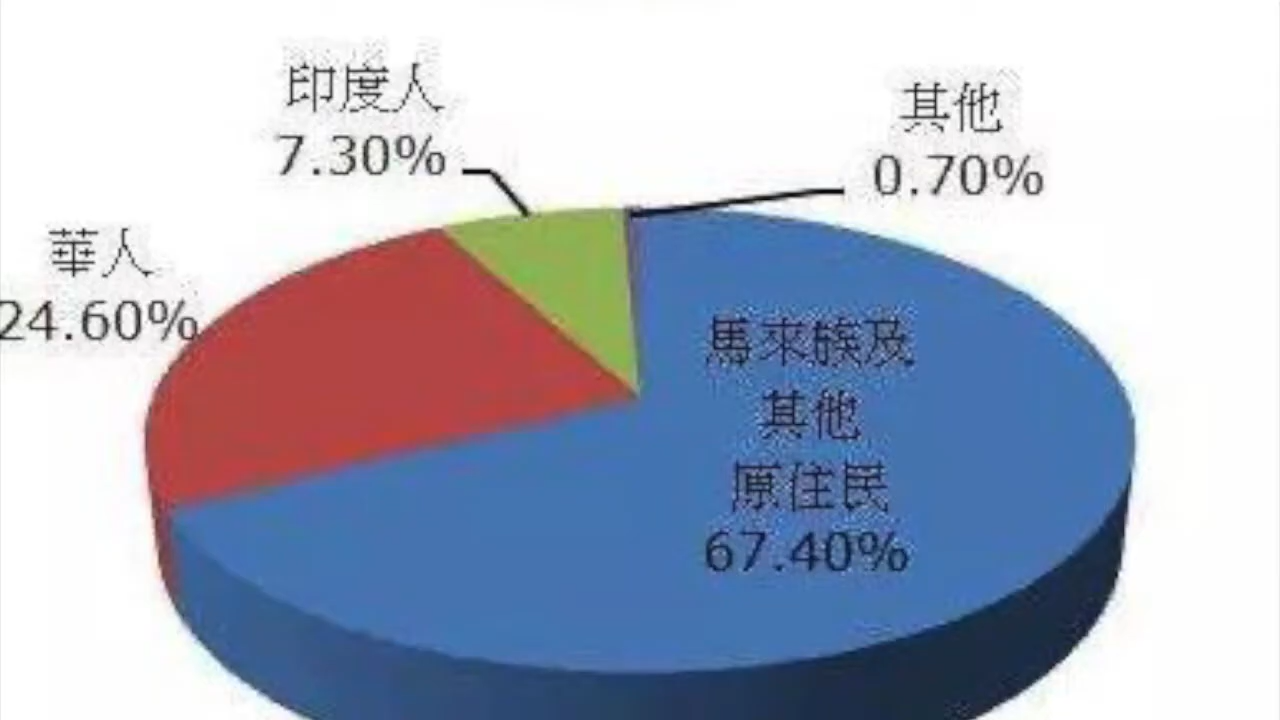 印度人
7.30%
其他
0.70%
華人
24.60%
馬來族及
其他
原住民
67.40%